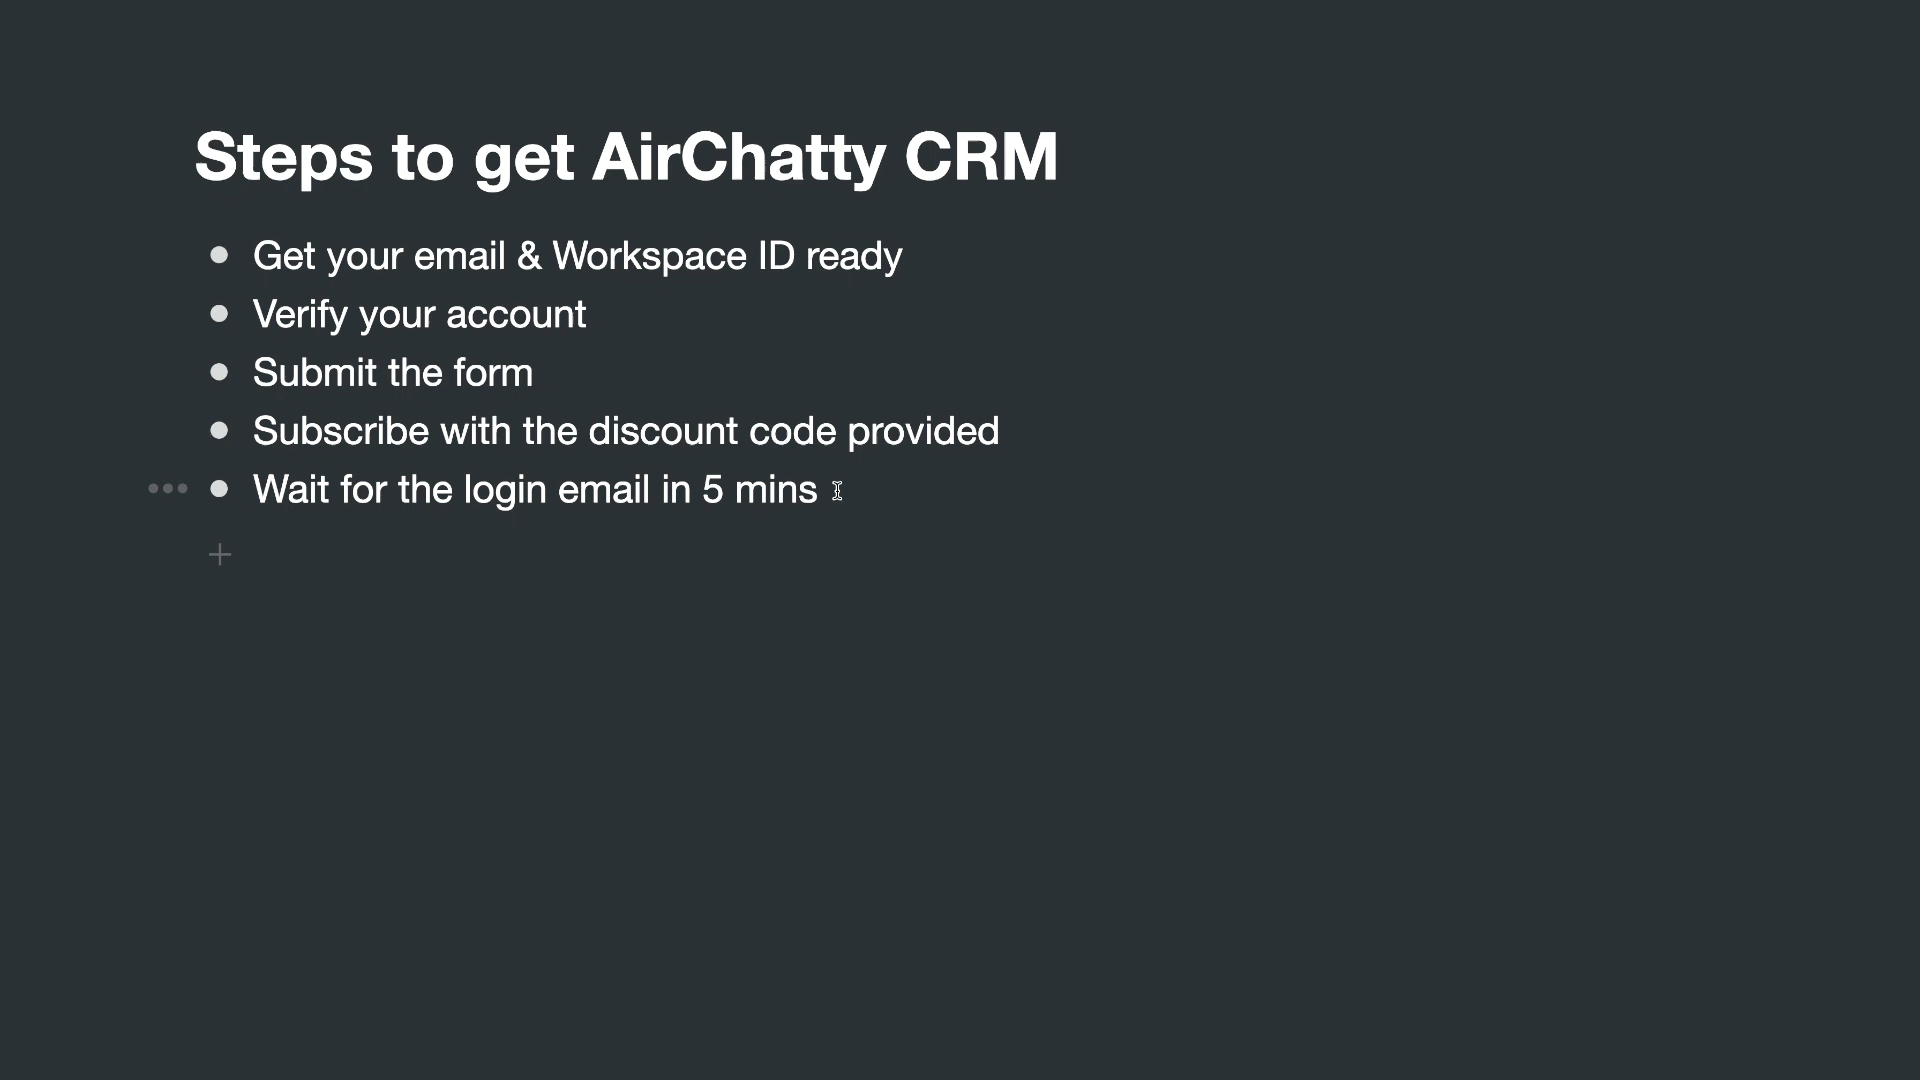 Steps to get AirChatty CRM
Get your email & Workspace ID ready
Verify your account
Submit the form
Subscribe with the discount code provided
Wait for the login email in 5 mins